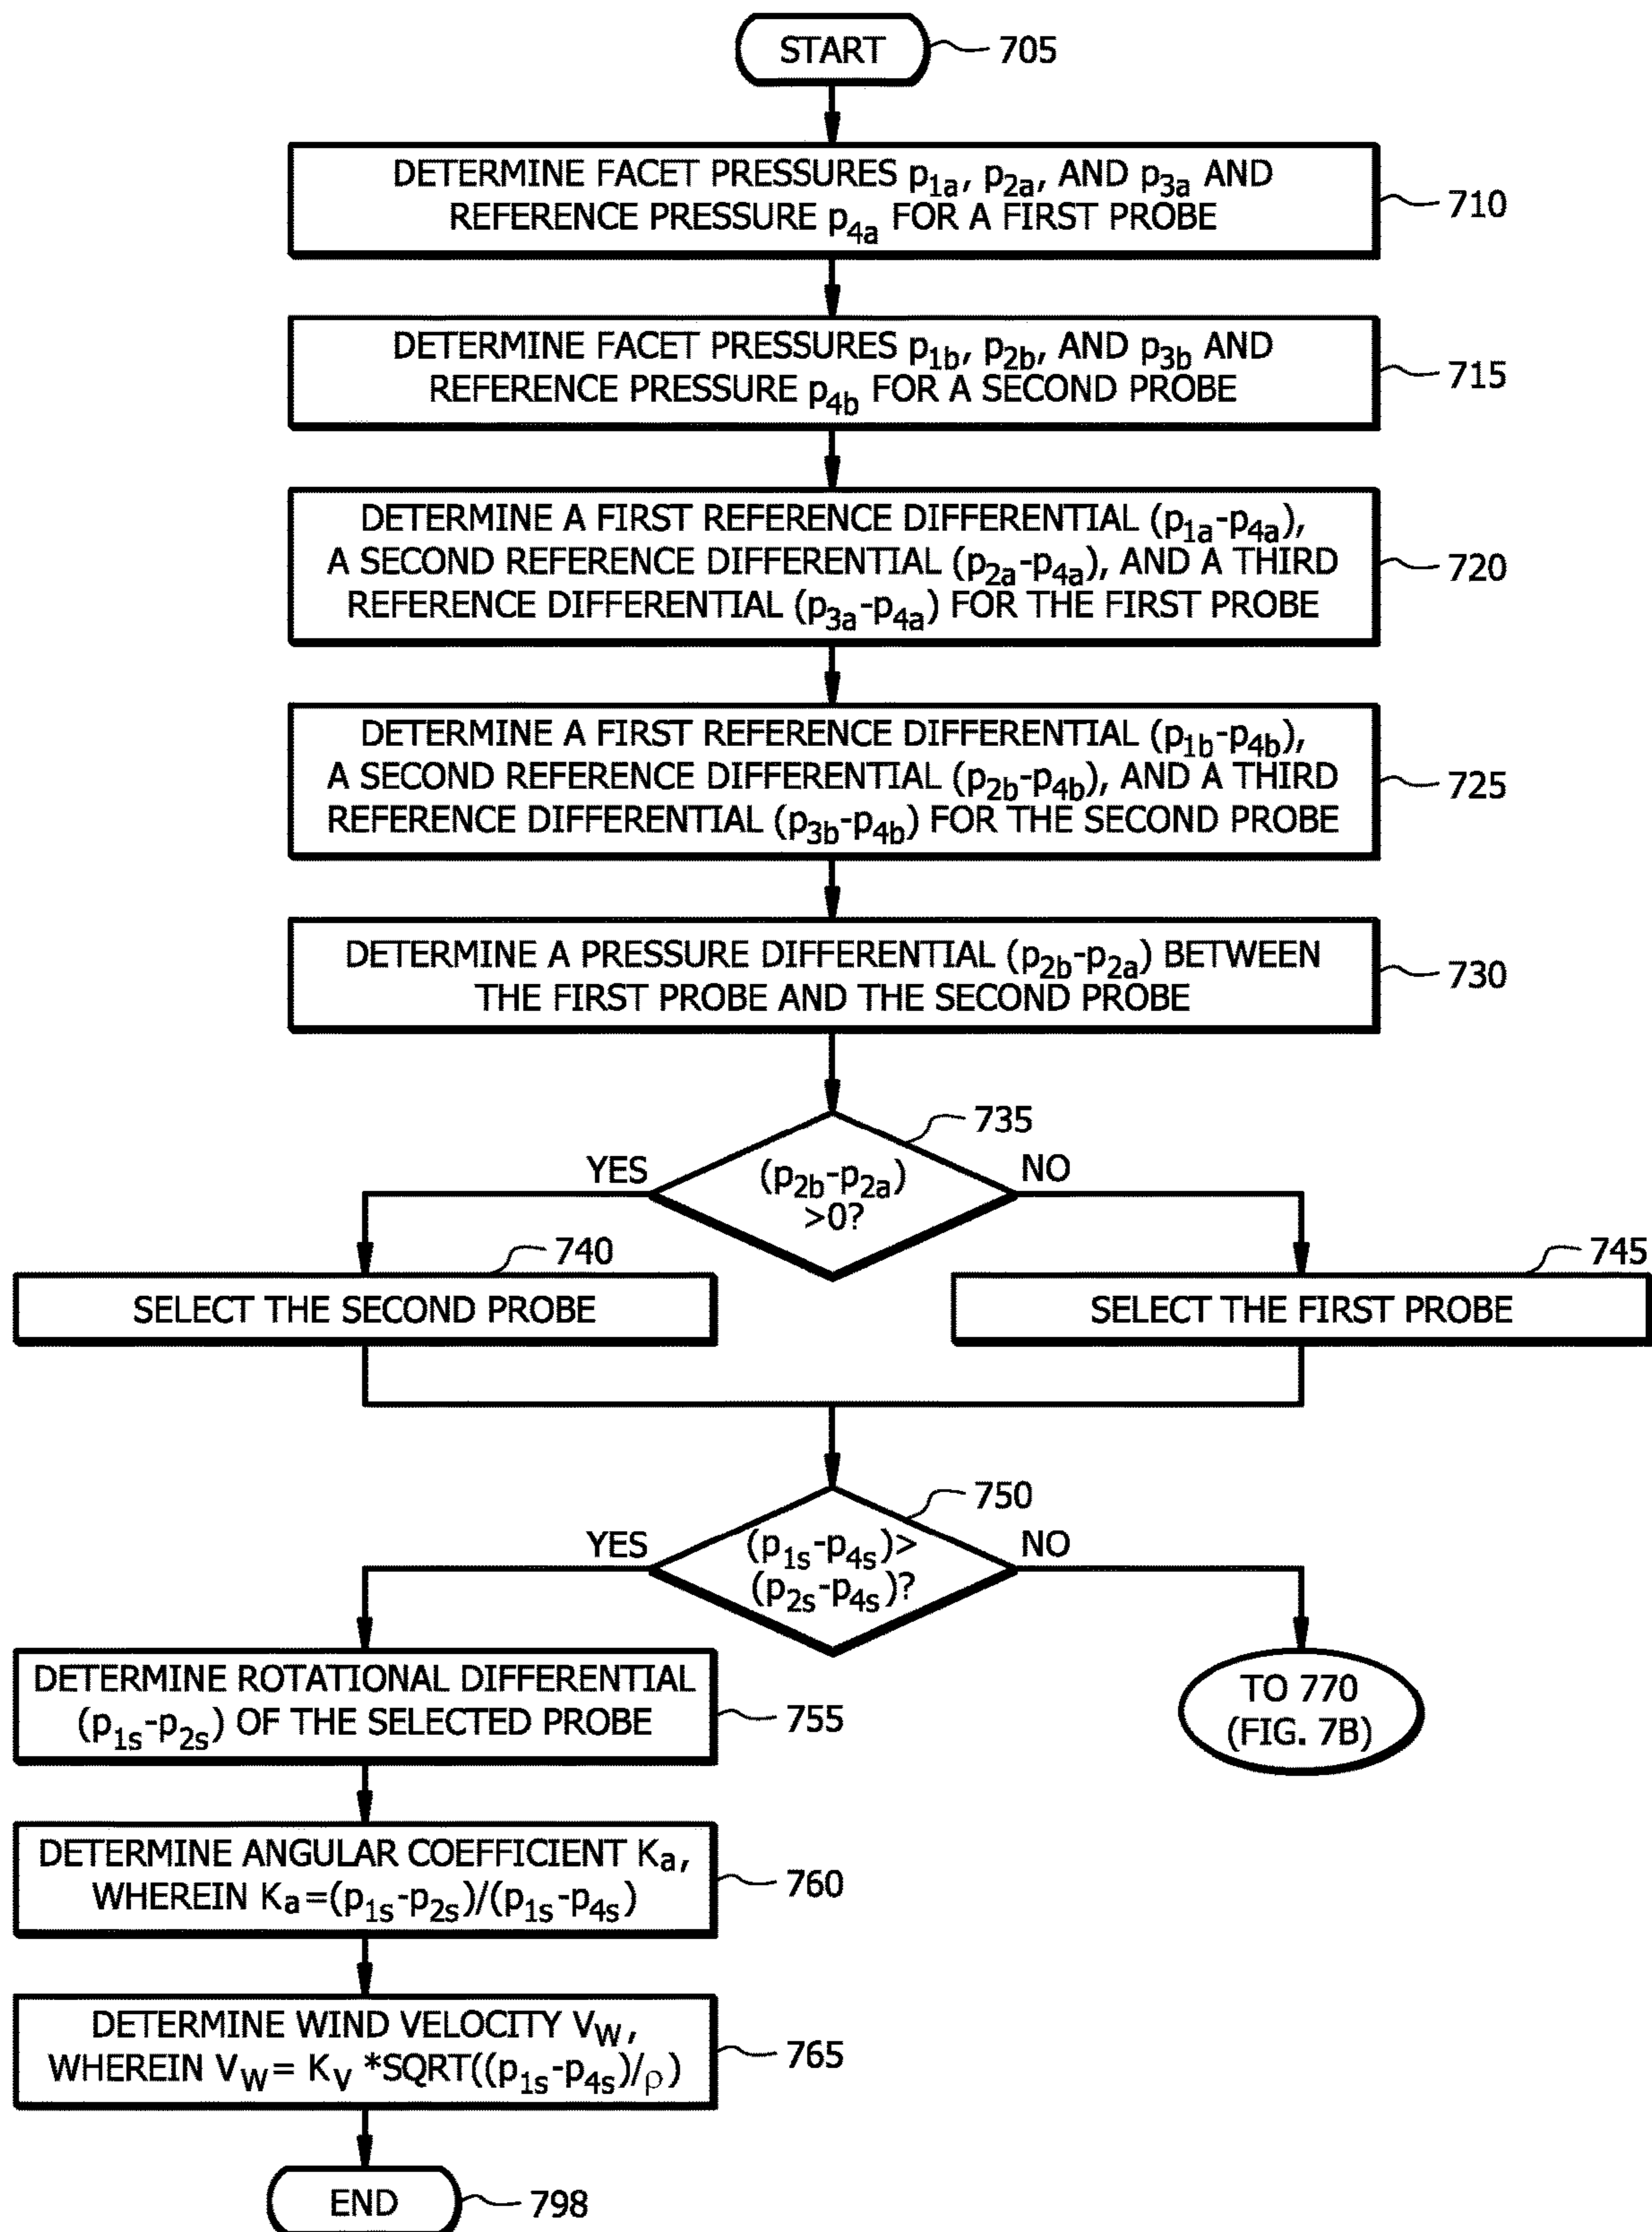 START
705
DETERMINE FACET PRESSURES p1a, p2a, AND p3a AND
REFERENCE PRESSURE p4a FOR A FIRST PROBE
710
DETERMINE FACET PRESSURES p1b, p2b, AND p3b AND
REFERENCE PRESSURE p4b FOR A SECOND PROBE
715
DETERMINE A FIRST REFERENCE DIFFERENTIAL (p1a-p4a),
A SECOND REFERENCE DIFFERENTIAL (p2a-p4a), AND A THIRD
REFERENCE DIFFERENTIAL (p3a-p4a) FOR THE FIRST PROBE
720
DETERMINE A FIRST REFERENCE DIFFERENTIAL (p1b-p4b),
A SECOND REFERENCE DIFFERENTIAL (p2b-p4b), AND A THIRD
REFERENCE DIFFERENTIAL (p3b-p4b) FOR THE SECOND PROBE
725
DETERMINE A PRESSURE DIFFERENTIAL (p2b-p2a) BETWEEN
THE FIRST PROBE AND THE SECOND PROBE
730
735
YES
(p2b-p2a)
>0?
NO
740
SELECT THE SECOND PROBE
745
SELECT THE FIRST PROBE
750
YES
(p1s-p4s)>
(p2s-p4s)?
NO
DETERMINE ROTATIONAL DIFFERENTIAL
(p1s-p2s) OF THE SELECTED PROBE
755
TO 770
(FIG. 7B)
DETERMINE ANGULAR COEFFICIENT Ka,
WHEREIN Ka=(p1s-p2s)/(p1s-p4s)
760
DETERMINE WIND VELOCITY VW,
WHEREIN VW= KV *SQRT((p1s-p4s)/ρ)
765
END
798